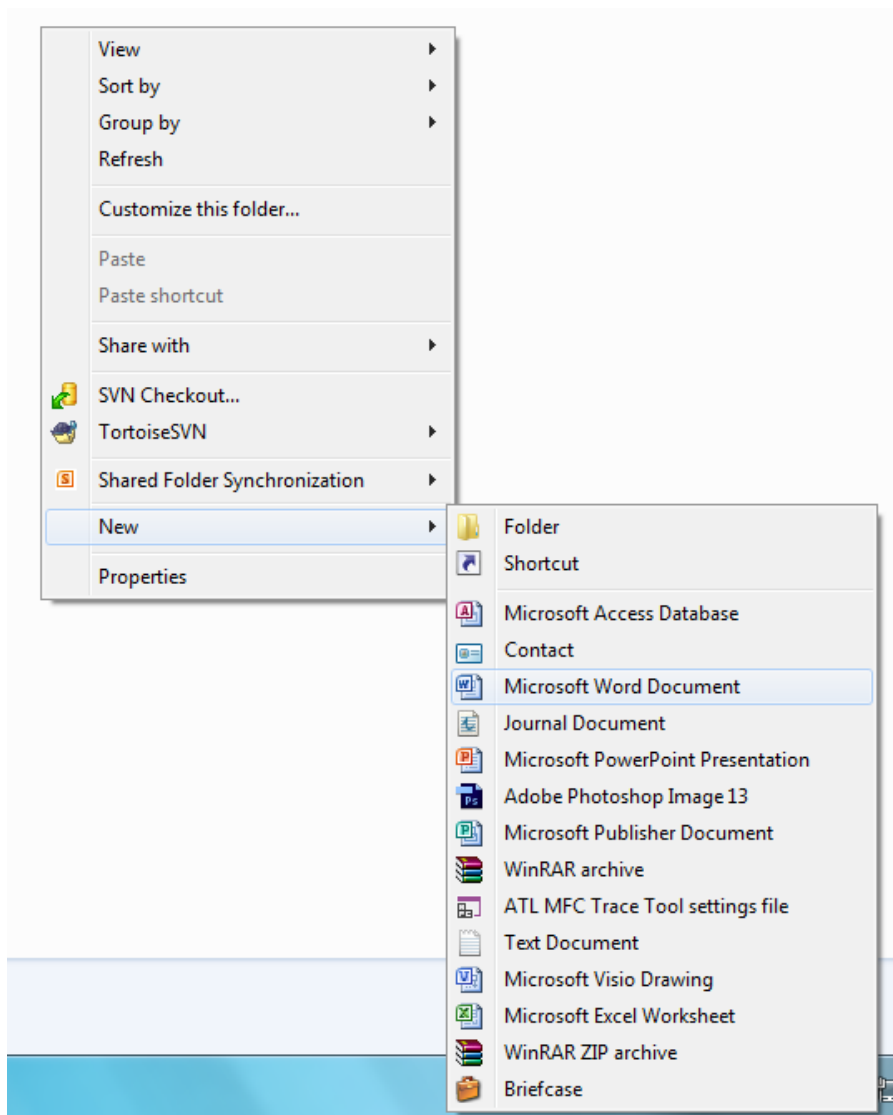 View
Sort by
Group by
Refresh
Customize this folder...
Paste
Paste shortcut
Share with
SVN Checkout...
TortoiseSVN
Shared Folder Synchronization
New
Properties
Folder
Shortcut
Microsoft Access Database
Contact
Microsoft Word Document
Journal Document
Microsoft PowerPoint Presentation
Adobe Photoshop Image 13
Microsoft Publisher Document
WinRAR archive
ATL MFC Trace Tool settings file
Text Document
Microsoft Visio Drawing
Microsoft Excel Worksheet
WinRAR ZIP archive
Briefcase